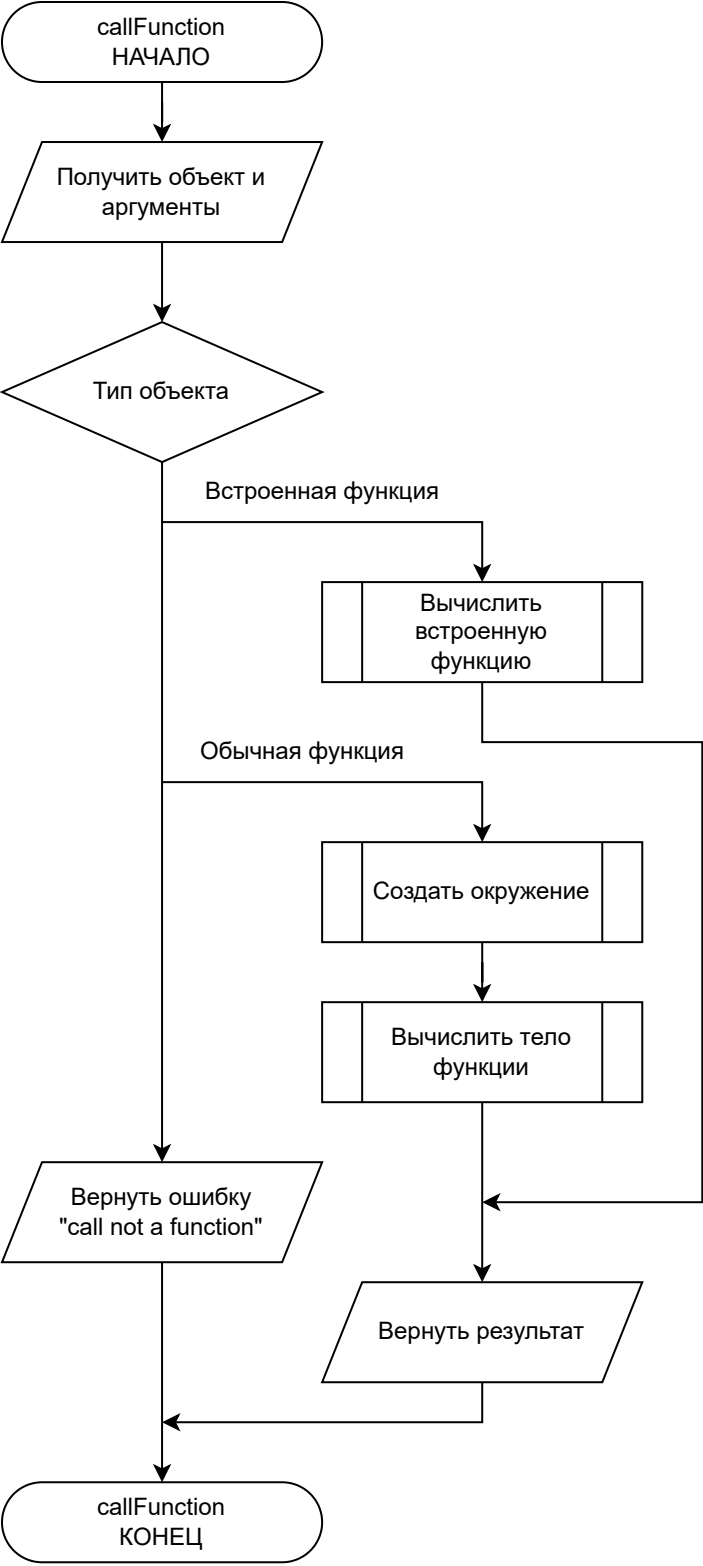 callFunction
НАЧАЛО
Получить объект и
аргументы
Тип объекта
Встроенная функция
Вычислить
встроенную
функцию
Обычная функция
Создать окружение
Вычислить тело
функции
Вернуть ошибку
"call not a function"
Вернуть результат
callFunction
КОНЕЦ